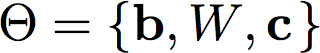 Θ = {b, W, c}